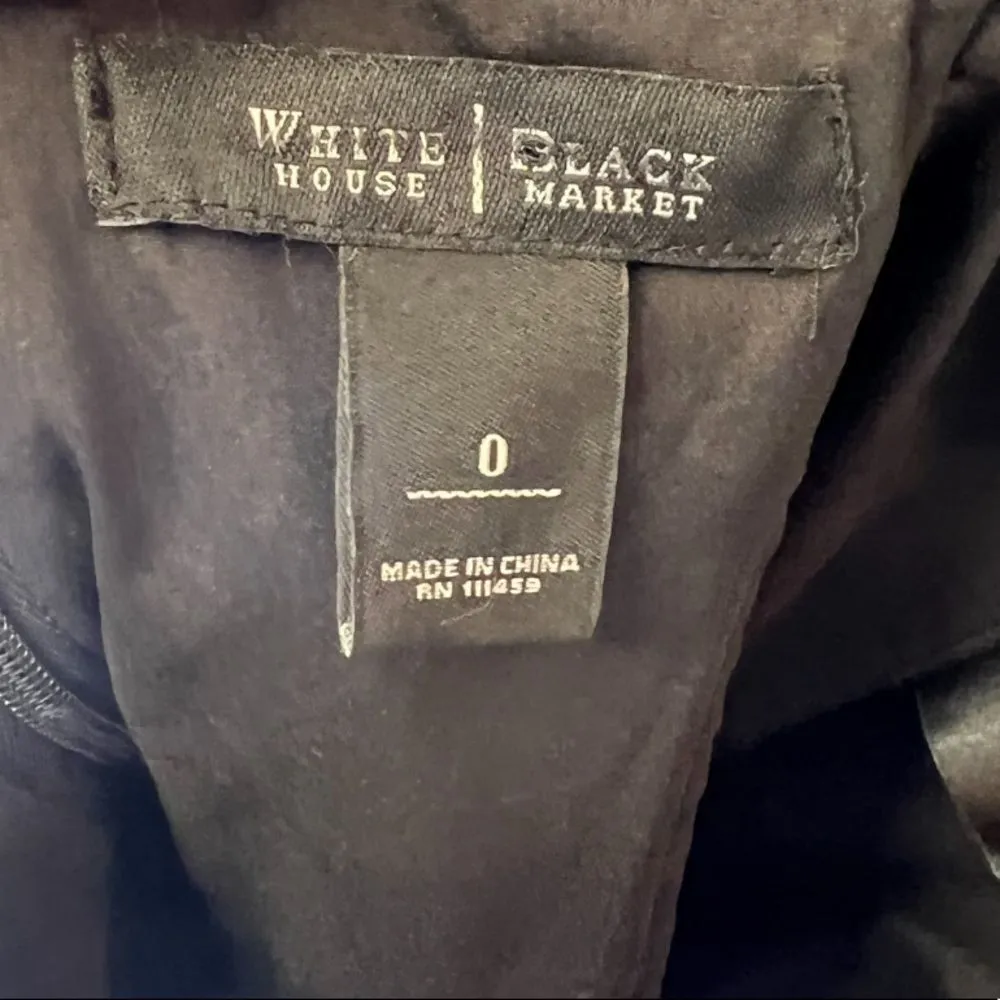 WHITE | BLACK
HOUSE | MARKET
0
MADE IN CHINA
RN 111459